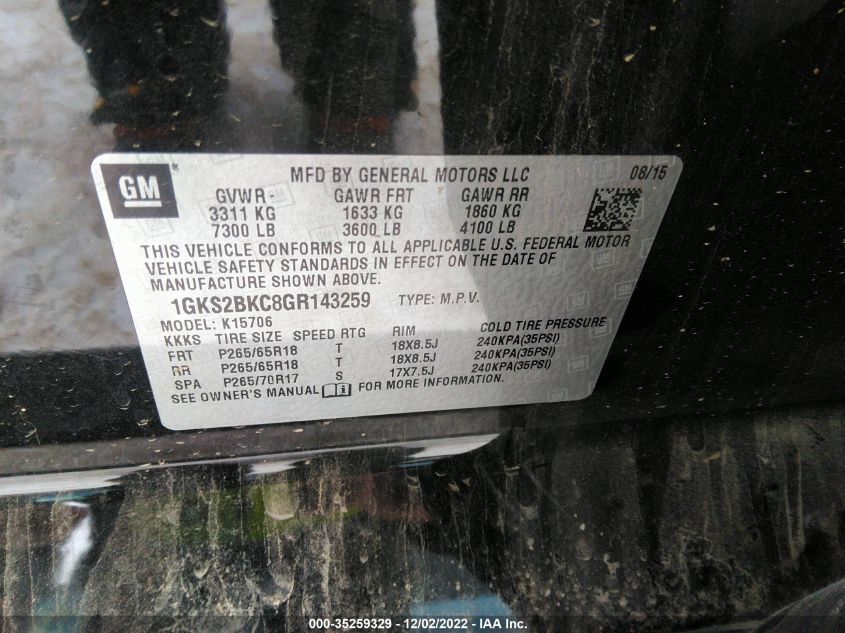 GM
MFD BY GENERAL MOTORS LLC 08/15
GVWR GAWR FRT GAWR RR
3311 KG 1633 KG 1860 KG
7300 LB 3600 LB 4100 LB
THIS VEHICLE CONFORMS TO ALL APPLICABLE U.S. FEDERAL MOTOR
VEHICLE SAFETY STANDARDS IN EFFECT ON THE DATE OF
MANUFACTURE SHOWN ABOVE.
1GKS2BKC8GR143259 TYPE: M.P.V.
MODEL: K15706
KKKS TIRE SIZE SPEED RTG RIM COLD TIRE PRESSURE
FRT P265/65R18 T 18X8.5J 240KPA(35PSI)
RR P265/65R18 T 18X8.5J 240KPA(35PSI)
SPA P265/70R17 S 17X7.5J 240KPA(35PSI)
SEE OWNER'S MANUAL FOR MORE INFORMATION.
000-35259329 - 12/02/2022 - IAA Inc.